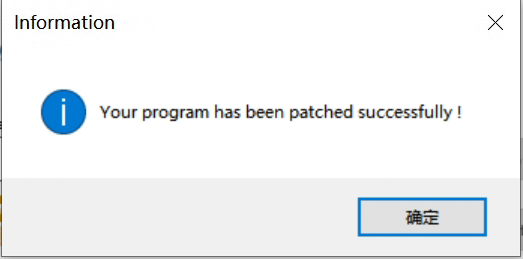 Information
Your program has been patched successfully !
确定